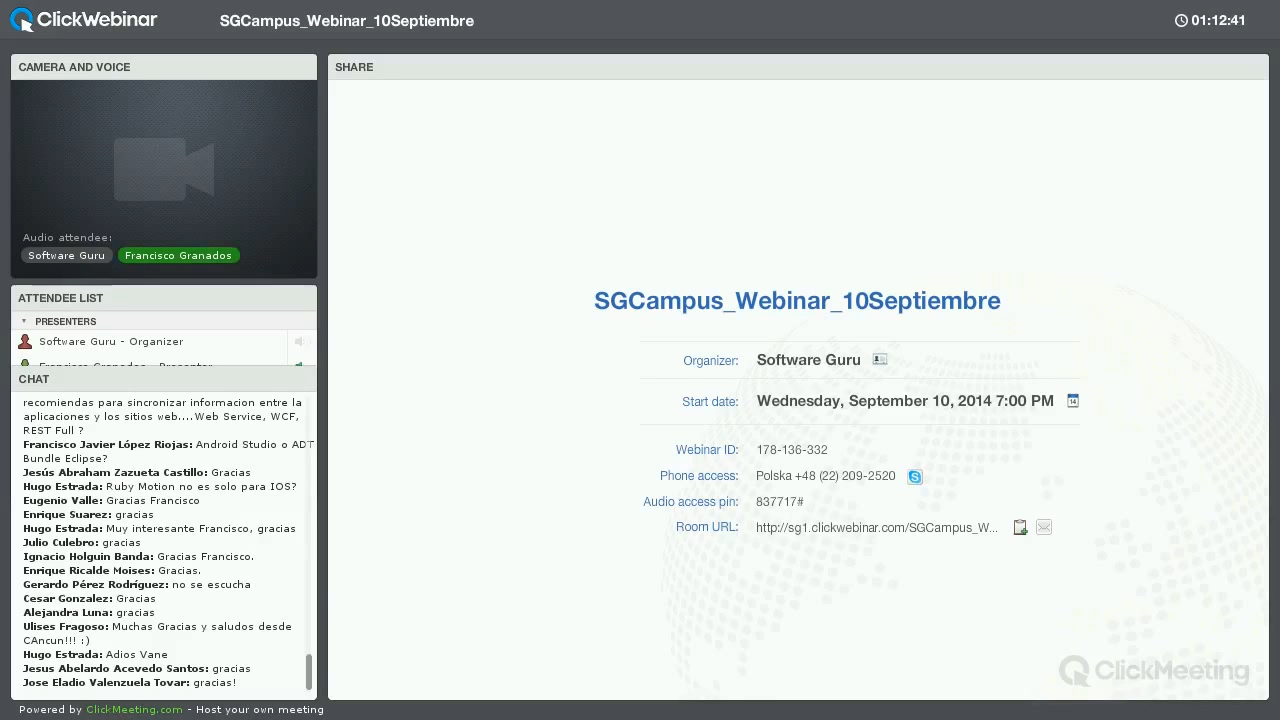 ClickWebinar
SGCampus_Webinar_10Septiembre
01:12:41
CAMERA AND VOICE
Audio attendee:
Software Guru
Francisco Granados
ATTENDEE LIST
PRESENTERS
Software Guru - Organizer
Francisco Granados - Presenter
CHAT
recomiendas para sincronizar informacion entre la
aplicaciones y los sitios web....Web Service, WCF,
REST Full ?
Francisco Javier López Riojas: Android Studio o ADT
Bundle Eclipse?
Jesús Abraham Zazueta Castillo: Gracias
Hugo Estrada: Ruby Motion no es solo para IOS?
Eugenio Valle: Gracias Francisco
Enrique Suarez: gracias
Hugo Estrada: Muy interesante Francisco, gracias
Julio Culebro: gracias
Ignacio Holguin Banda: Gracias Francisco.
Enrique Ricalde Moises: Gracias.
Gerardo Pérez Rodríguez: no se escucha
Cesar Gonzalez: Gracias
Alejandra Luna: gracias
Ulises Fragoso: Muchas Gracias y saludos desde
CAncun!!! :)
Hugo Estrada: Adios Vane
Jesus Abelardo Acevedo Santos: gracias
Jose Eladio Valenzuela Tovar: gracias!
Powered by ClickMeeting.com - Host your own meeting
SHARE
SGCampus_Webinar_10Septiembre
Organizer: Software Guru
Start date: Wednesday, September 10, 2014 7:00 PM
14
Webinar ID: 178-136-332
Phone access: Polska +48 (22) 209-2520
Audio access pin: 837717#
Room URL: http://sg1.clickwebinar.com/SGCampus_W...
ClickMeeting